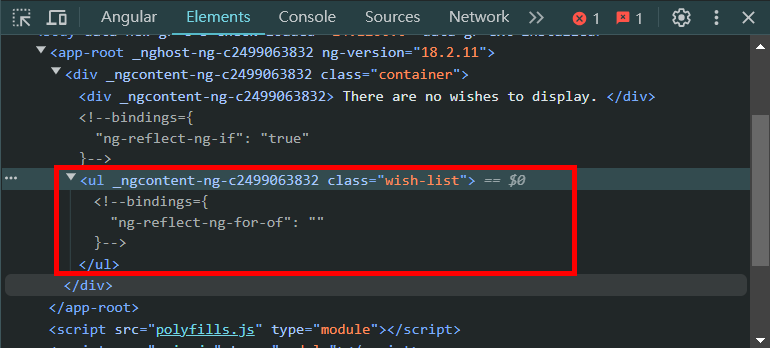 Angular Elements Console Sources Network » 1 1
<app-root _nghost-ng-c2499063832 ng-version="18.2.11">
<div _ngcontent-ng-c2499063832 class="container">
<div _ngcontent-ng-c2499063832> There are no wishes to display. </div>
<!--bindings={
"ng-reflect-ng-if": "true"
}-->
... <ul _ngcontent-ng-c2499063832 class="wish-list"> == $0
<!--bindings={
"ng-reflect-ng-for-of": ""
}-->
</ul>
</div>
</app-root>
<script src="polyfills.js" type="module"></script>